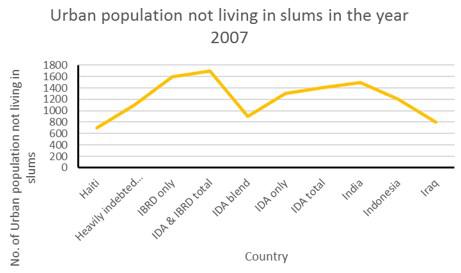 Urban population not living in slums in the year
2007
No. of Urban population not living in
slums
1800
1600
1400
1200
1000
800
600
400
200
0
Haiti
Heavily indebted...
IBRD only
IDA & IBRD total
IDA blend
IDA only
IDA total
India
Indonesia
Iraq
Country